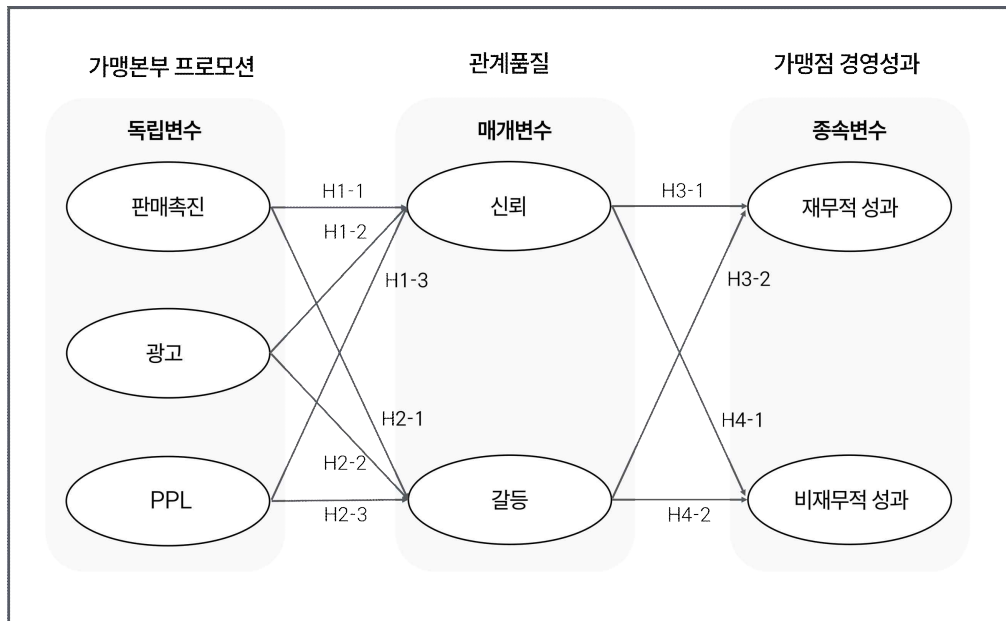 가맹본부 프로모션
관계품질
가맹점 경영성과
독립변수
매개변수
종속변수
판매촉진
H1-1
신뢰
H3-1
재무적 성과
H1-2
H1-3
H3-2
광고
H2-1
H4-1
H2-2
PPL
H2-3
갈등
H4-2
비재무적 성과